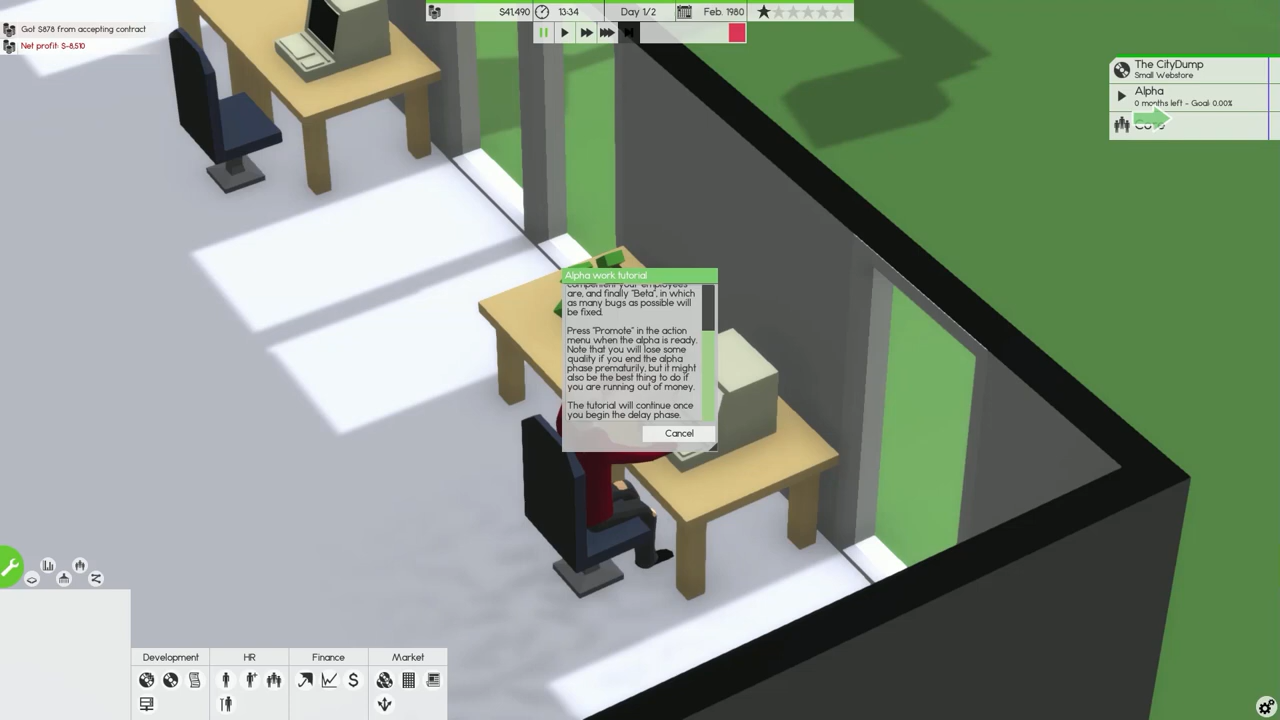 $41,490
13:34
Day 1/2
Feb. 1980
Got $878 from accepting contract
Net profit: $-8,510
The CityDump
Small Webstore
Alpha
0 months left - Goal: 0.00%
Core
Alpha work tutorial
competent your employees
are, and finally "Beta", in which
as many bugs as possible will
be fixed.
Press "Promote" in the action
menu when the alpha is ready.
Note that you will lose some
quality if you end the alpha
phase prematurily, but it might
also be the best thing to do if
you are running out of money.
The tutorial will continue once
you begin the delay phase.
Cancel
Development
HR
Finance
Market